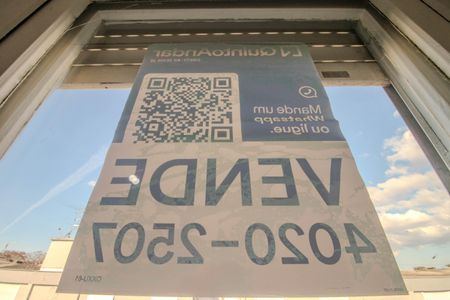 QuintoAndar
Mande um
Whatsapp
ou ligue.
VENDE
4020-2507